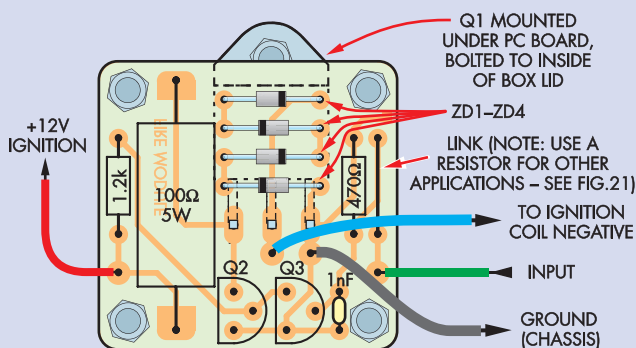 Q1 MOUNTED
UNDER PC BOARD,
BOLTED TO INSIDE
OF BOX LID
ZD1–ZD4
+12V
IGNITION
LINK (NOTE: USE A
RESISTOR FOR OTHER
APPLICATIONS – SEE FIG.21)
1.2k
100Ω
5W
470Ω
TO IGNITION
COIL NEGATIVE
Q2
Q3
1nF
INPUT
GROUND
(CHASSIS)